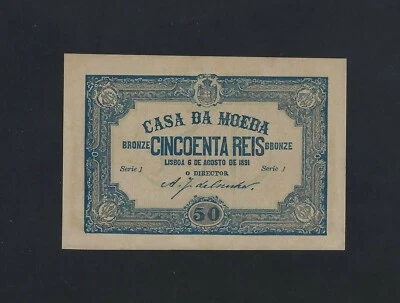 CASA DA MOEDA
BRONZE CINCOENTA REIS BRONZE
LISBOA 6 DE AGOSTO DE 1891
Serie 1 Serie 1
O DIRECTOR
50